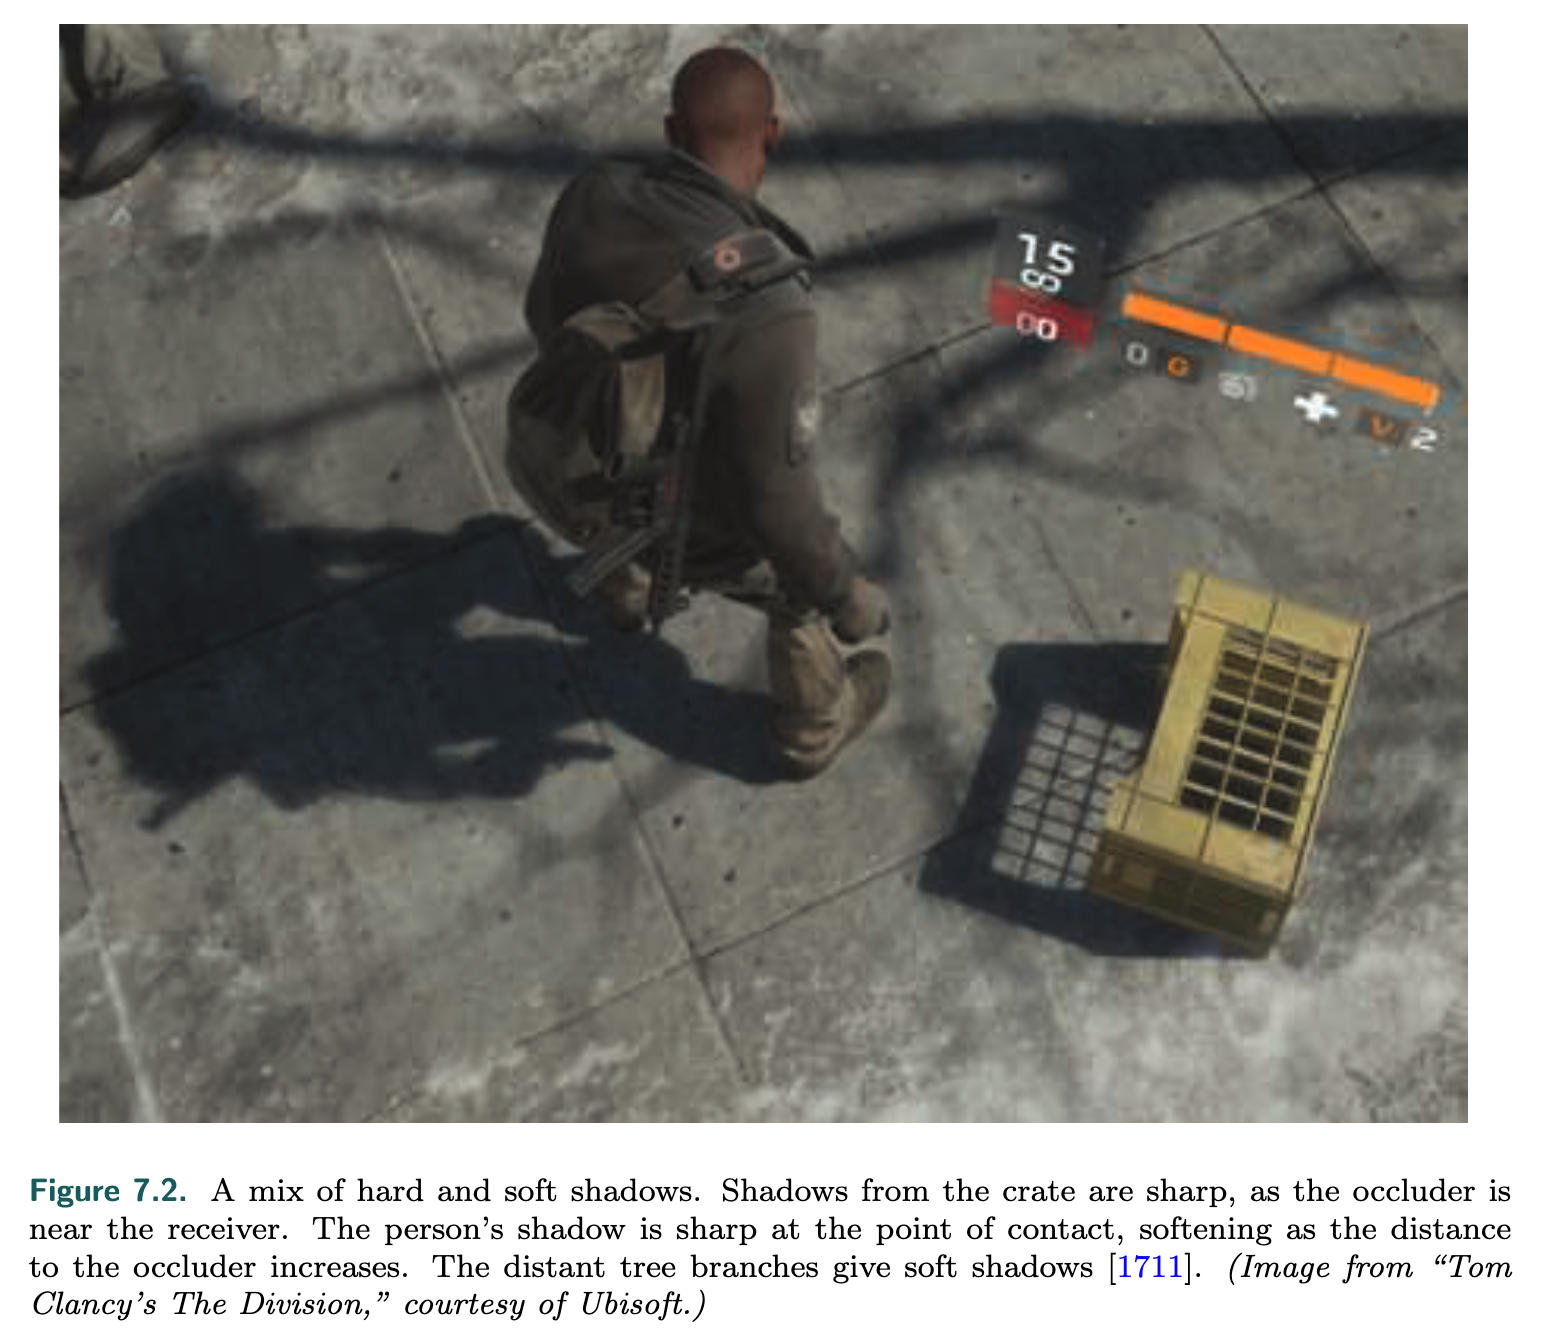 15
∞
00
0 G
V 2
Figure 7.2. A mix of hard and soft shadows. Shadows from the crate are sharp, as the occluder is
near the receiver. The person’s shadow is sharp at the point of contact, softening as the distance
to the occluder increases. The distant tree branches give soft shadows [1711]. (Image from “Tom
Clancy’s The Division,” courtesy of Ubisoft.)